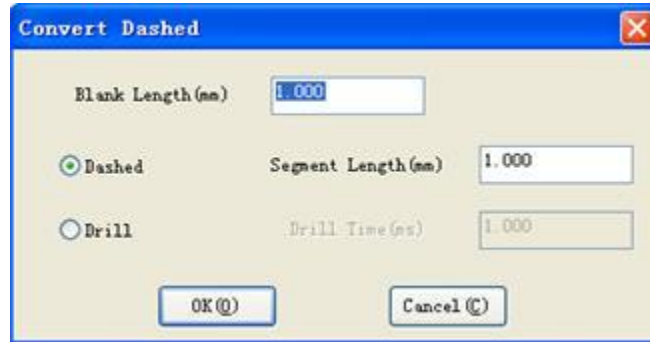 Convert Dashed
Blank Length(mm) 1.000
Dashed Segment Length(mm) 1.000
Drill Drill Time(ms) 1.000
OK(O) Cancel(C)